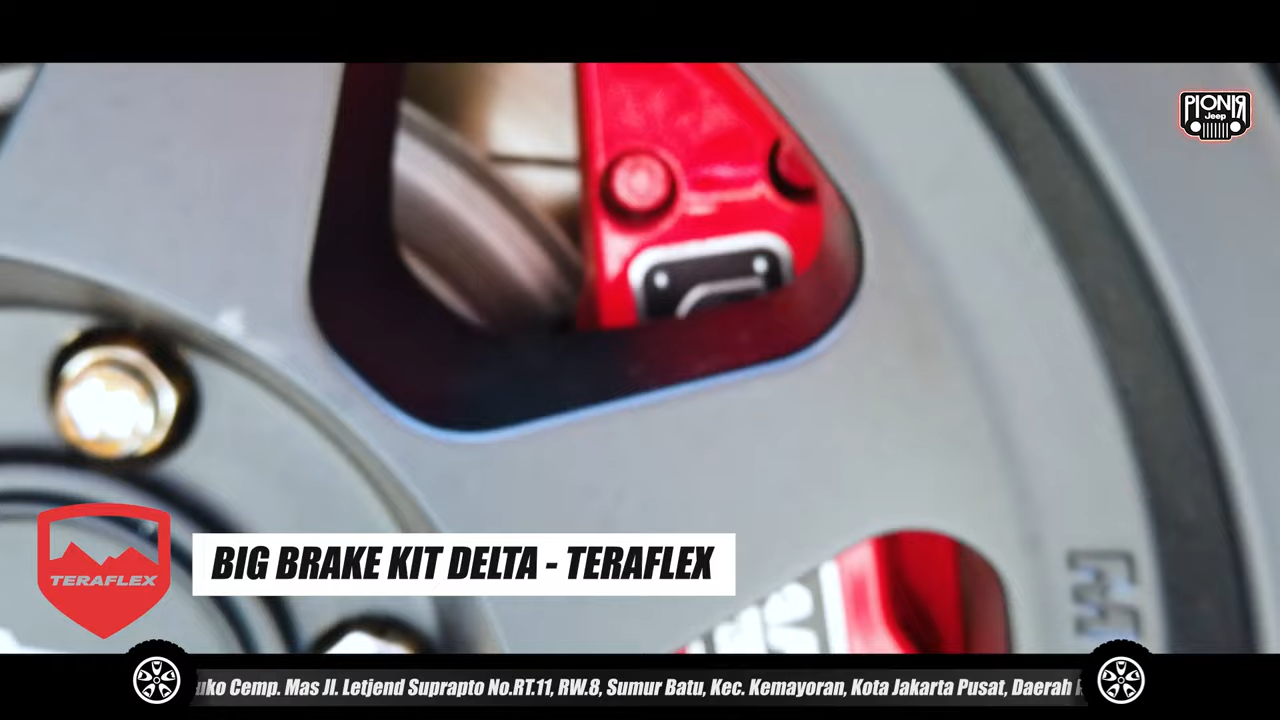 PIONIR
Jeep
TERAFLEX
BIG BRAKE KIT DELTA - TERAFLEX
uko Cemp. Mas Jl. Letjend Suprapto No.RT.11, RW.8, Sumur Batu, Kec. Kemayoran, Kota Jakarta Pusat, Daerah